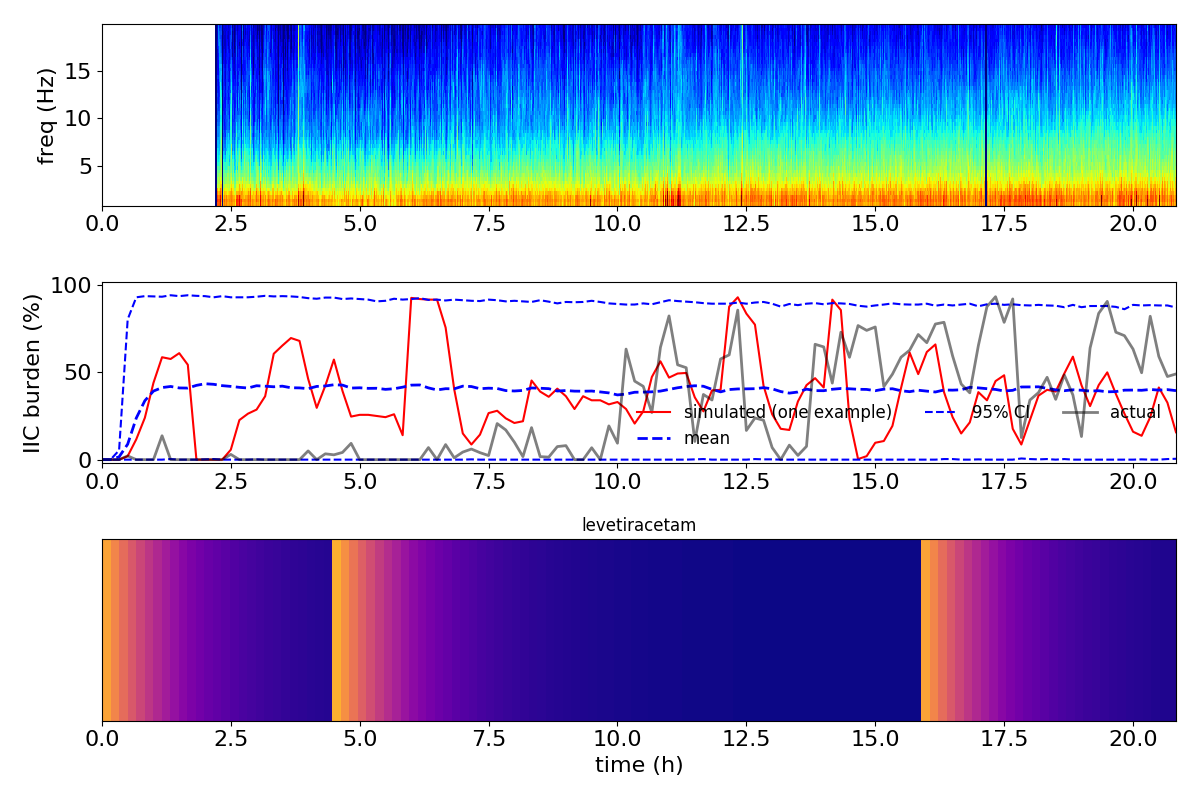 freq (Hz)
15
10
5
0.0 2.5 5.0 7.5 10.0 12.5 15.0 17.5 20.0
IIC burden (%)
100
50
0
simulated (one example) 95% CI actual
mean
0.0 2.5 5.0 7.5 10.0 12.5 15.0 17.5 20.0
levetiracetam
0.0 2.5 5.0 7.5 10.0 12.5 15.0 17.5 20.0
time (h)